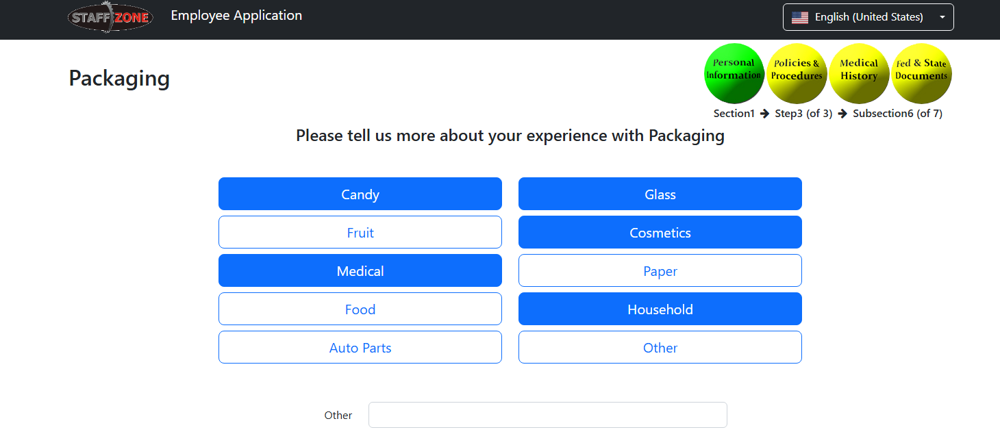 STAFF ZONE
Employee Application
English (United States)
Packaging
Personal
Information
Policies &
Procedures
Medical
History
Fed & State
Documents
Section1 → Step3 (of 3) → Subsection6 (of 7)
Please tell us more about your experience with Packaging
Candy
Glass
Fruit
Cosmetics
Medical
Paper
Food
Household
Auto Parts
Other
Other